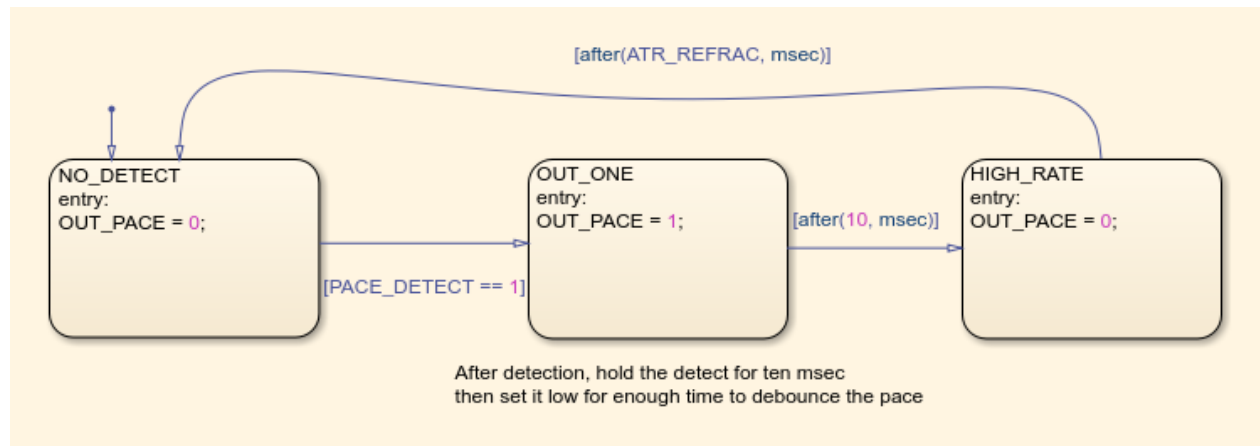 [after(ATR_REFRAC, msec)]
NO_DETECT
entry:
OUT_PACE = 0;
[PACE_DETECT == 1]
OUT_ONE
entry:
OUT_PACE = 1;
[after(10, msec)]
HIGH_RATE
entry:
OUT_PACE = 0;
After detection, hold the detect for ten msec
then set it low for enough time to debounce the pace